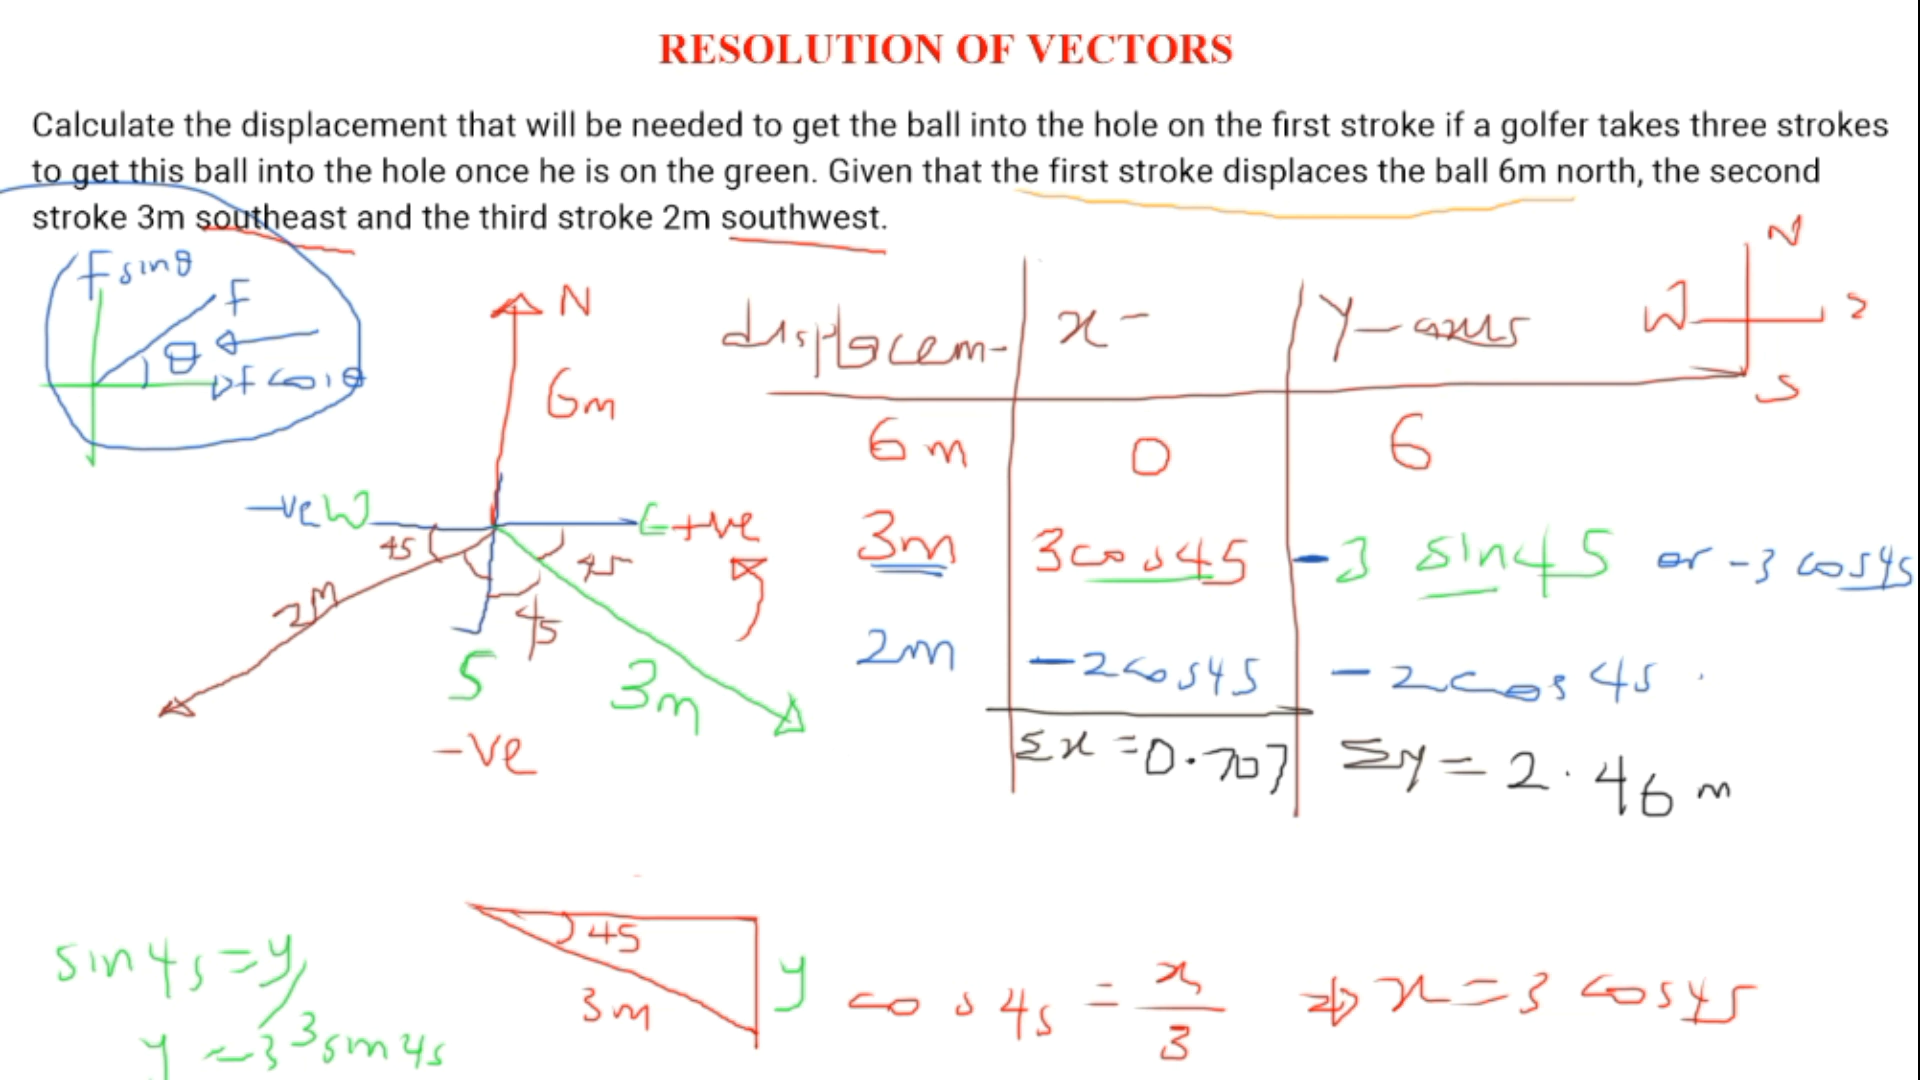 RESOLUTION OF VECTORS
Calculate the displacement that will be needed to get the ball into the hole on the first stroke if a golfer takes three strokes
to get this ball into the hole once he is on the green. Given that the first stroke displaces the ball 6m north, the second
stroke 3m southeast and the third stroke 2m southwest.
F sinθ
F
θ
F cosθ
N
6m
-ve W
E +ve
45
45
45
2m
S
3m
-ve
N
W
S
displacem- x- Y-axis
6m 0 6
3m 3cos45 -3 sin45 or -3 cos45
2m -2cos45 -2cos45
Σx = 0.707 Σy = 2.46 m
45
3m
y
sin45 = y/3
y = 3sin45
cos45 = x/3 ⇒ x = 3 cos45